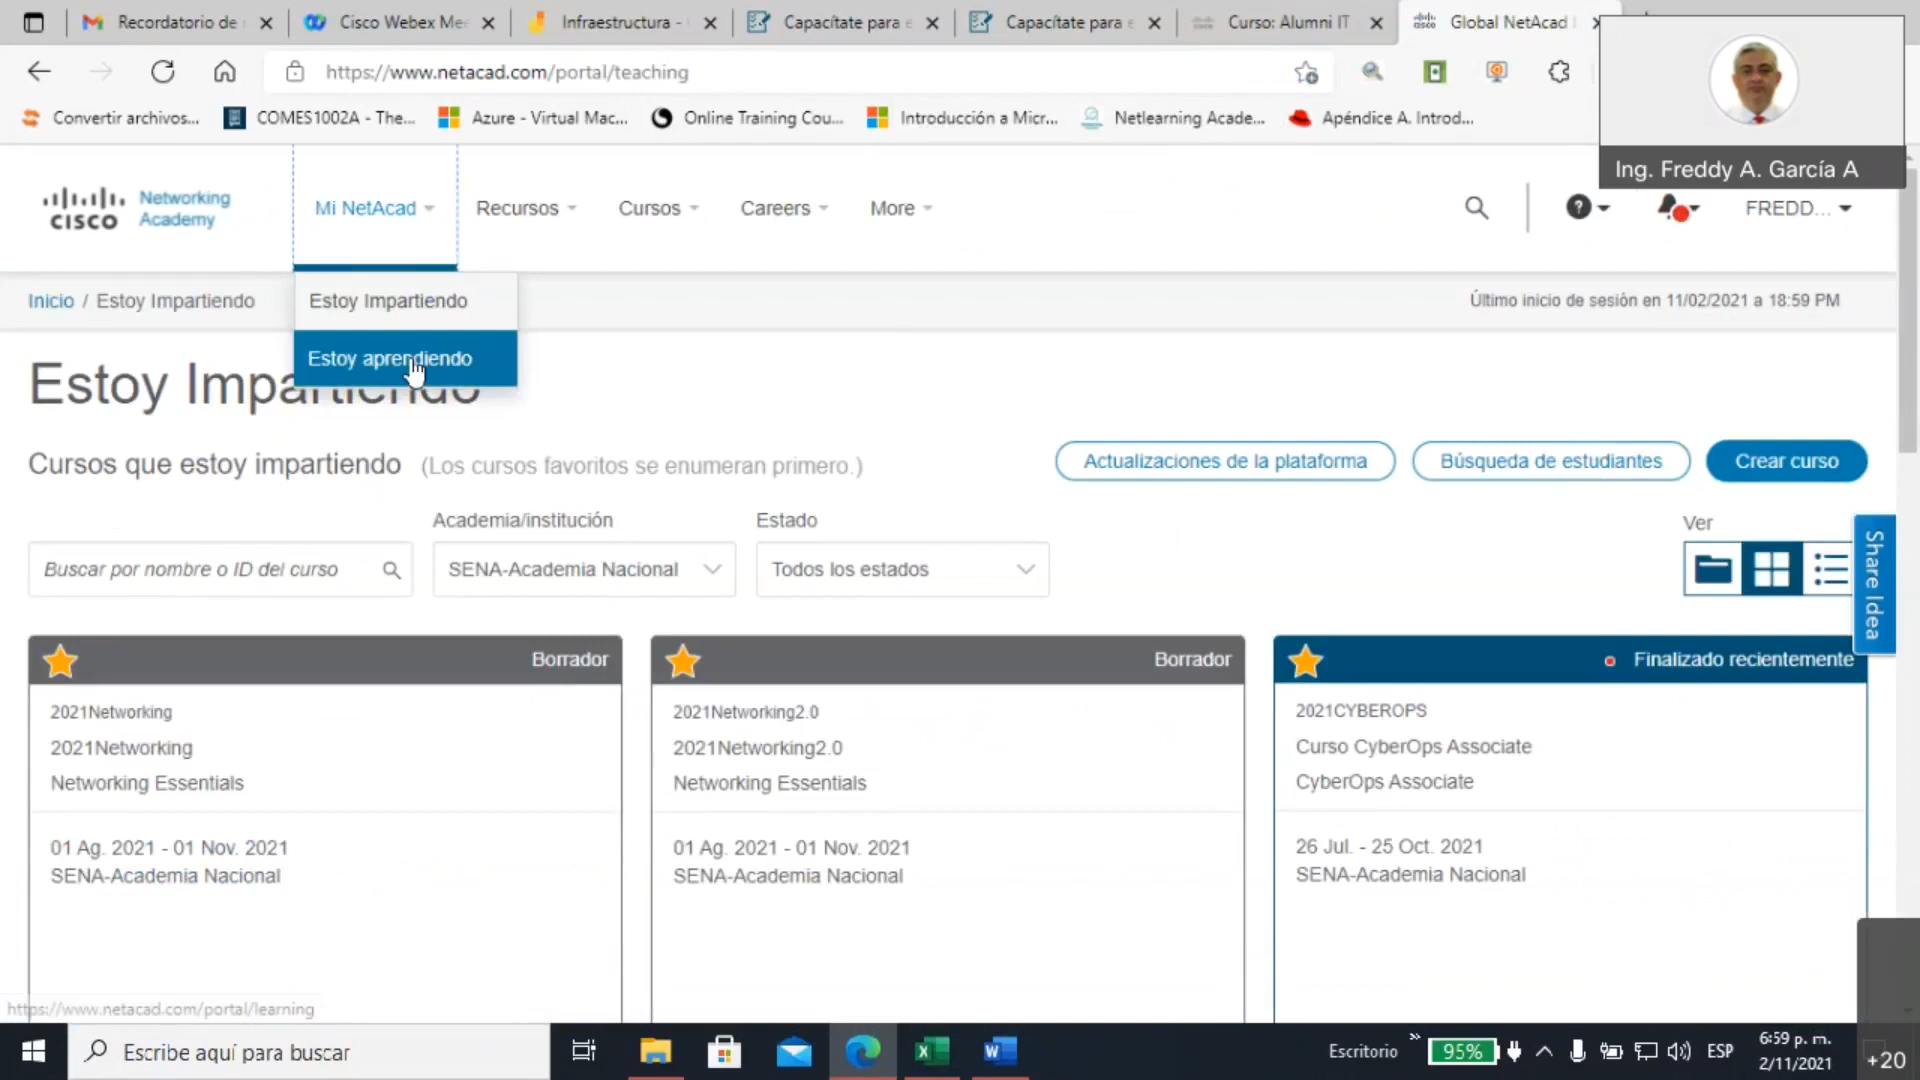 Recordatorio de
Cisco Webex Me
Infraestructura -
Capacítate para e
Capacítate para e
Curso: Alumni IT
Global NetAcad
https://www.netacad.com/portal/teaching
Convertir archivos...
COMES1002A - The...
Azure - Virtual Mac...
Online Training Cou...
Introducción a Micr...
Netlearning Acade...
Apéndice A. Introd...
Ing. Freddy A. García A
CISCO
Networking
Academy
Mi NetAcad
Recursos
Cursos
Careers
More
FREDD...
Inicio / Estoy Impartiendo
Estoy Impartiendo
Estoy aprendiendo
Último inicio de sesión en 11/02/2021 a 18:59 PM
Estoy Impartiendo
Cursos que estoy impartiendo (Los cursos favoritos se enumeran primero.)
Actualizaciones de la plataforma
Búsqueda de estudiantes
Crear curso
Academia/institución
Estado
Ver
Buscar por nombre o ID del curso
SENA-Academia Nacional
Todos los estados
Share Idea
Borrador
2021Networking
2021Networking
Networking Essentials
01 Ag. 2021 - 01 Nov. 2021
SENA-Academia Nacional
Borrador
2021Networking2.0
2021Networking2.0
Networking Essentials
01 Ag. 2021 - 01 Nov. 2021
SENA-Academia Nacional
Finalizado recientemente
2021CYBEROPS
Curso CyberOps Associate
CyberOps Associate
26 Jul. - 25 Oct. 2021
SENA-Academia Nacional
https://www.netacad.com/portal/learning
Escribe aquí para buscar
Escritorio
95%
ESP
6:59 p. m.
2/11/2021
+20